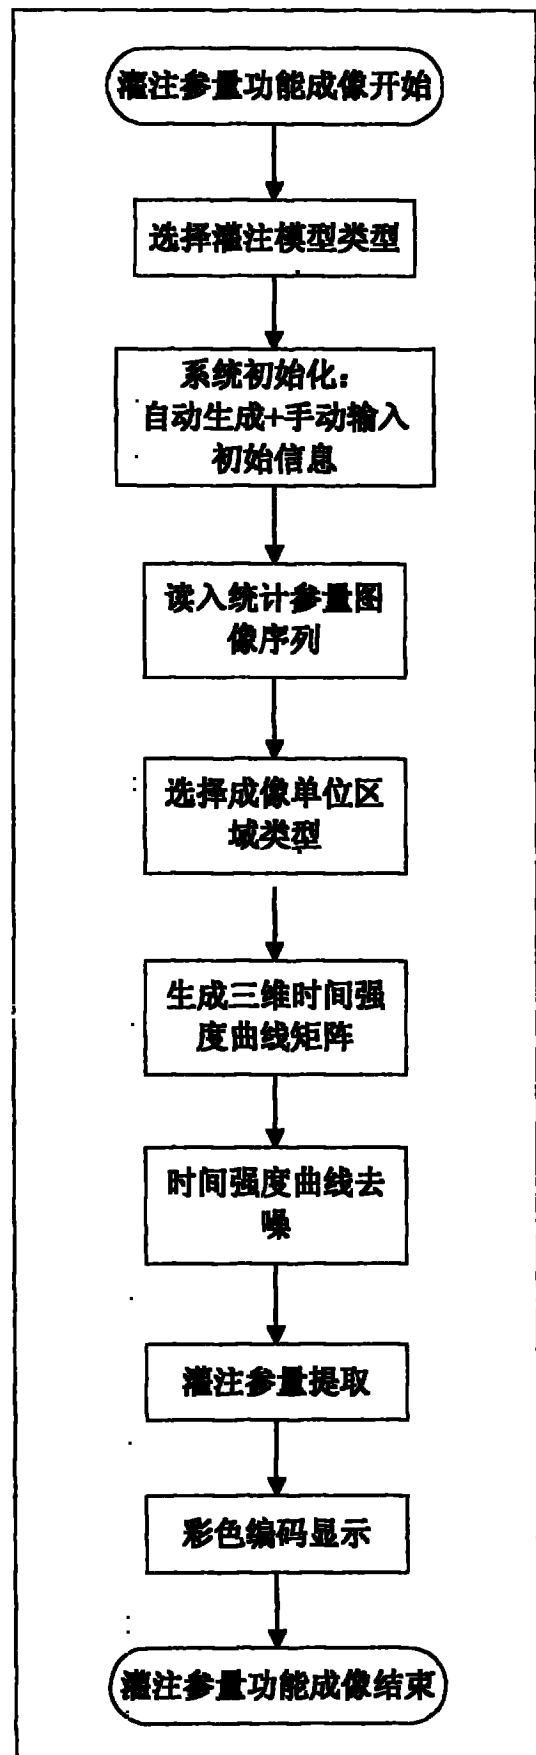 灌注参量功能成像开始
选择灌注模型类型
系统初始化：
自动生成+手动输入
初始信息
读入统计参量图
像序列
选择成像单位区
域类型
生成三维时间强
度曲线矩阵
时间强度曲线去
噪
灌注参量提取
彩色编码显示
灌注参量功能成像结束